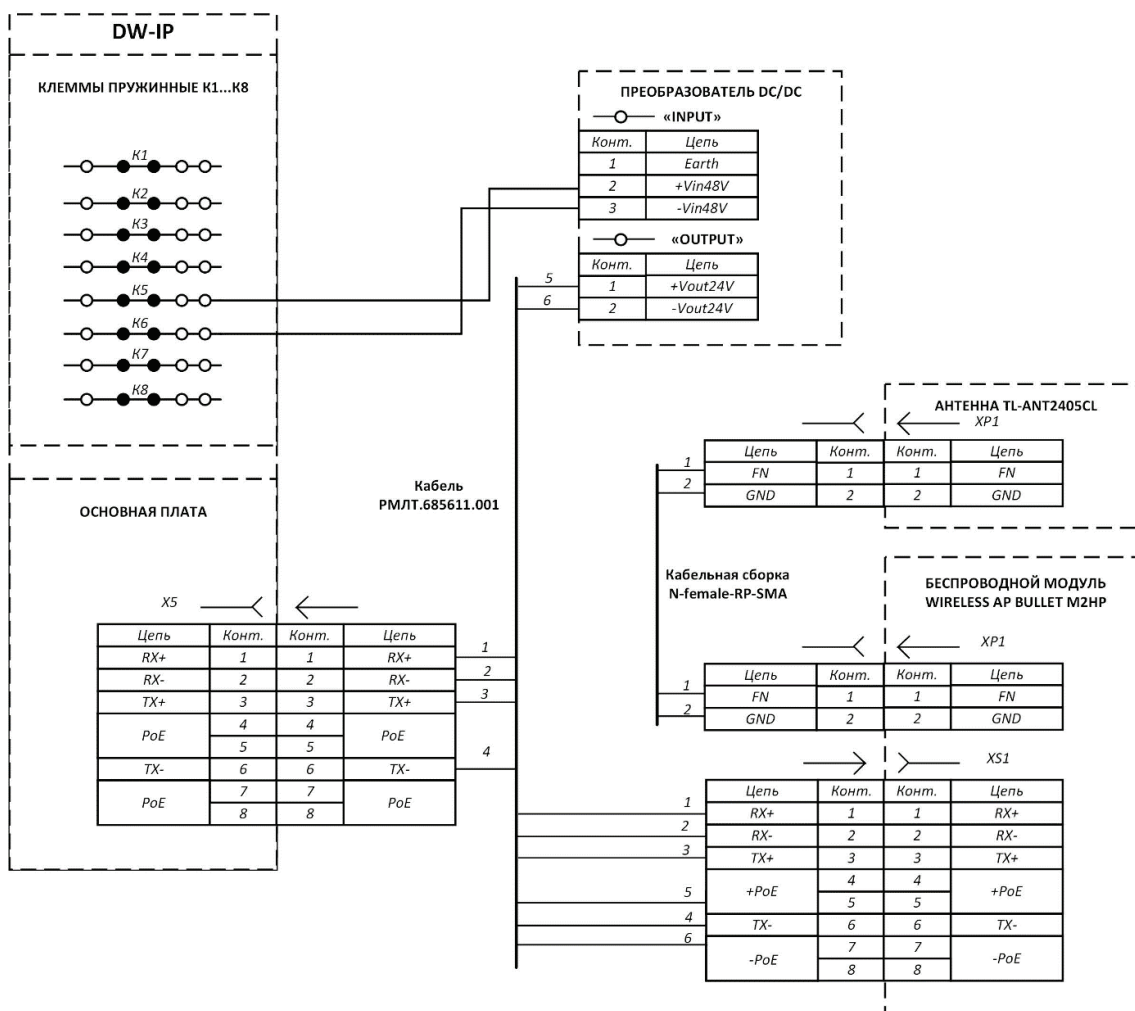 DW-IP
КЛЕММЫ ПРУЖИННЫЕ К1...К8
К1
К2
К3
К4
К5
К6
К7
К8
ПРЕОБРАЗОВАТЕЛЬ DC/DC
«INPUT»
Конт. Цепь
1 Earth
2 +Vin48V
3 -Vin48V
«OUTPUT»
Конт. Цепь
5 1 +Vout24V
6 2 -Vout24V
АНТЕННА TL-ANT2405CL
XP1
Цепь Конт. Конт. Цепь
1 FN 1 1 FN
2 GND 2 2 GND
Кабель
РМЛТ.685611.001
ОСНОВНАЯ ПЛАТА
Кабельная сборка
N-female-RP-SMA
БЕСПРОВОДНОЙ МОДУЛЬ
WIRELESS AP BULLET M2HP
X5
Цепь Конт. Конт. Цепь
RX+ 1 1 RX+ 1
RX- 2 2 RX- 2
TX+ 3 3 TX+ 3
PoE 4 4 PoE
5 5
TX- 6 6 TX- 4
PoE 7 7 PoE
8 8
XP1
Цепь Конт. Конт. Цепь
1 FN 1 1 FN
2 GND 2 2 GND
XS1
Цепь Конт. Конт. Цепь
1 RX+ 1 1 RX+
2 RX- 2 2 RX-
3 TX+ 3 3 TX+
5 +PoE 4 4 +PoE
5 5
4 TX- 6 6 TX-
6 -PoE 7 7 -PoE
8 8